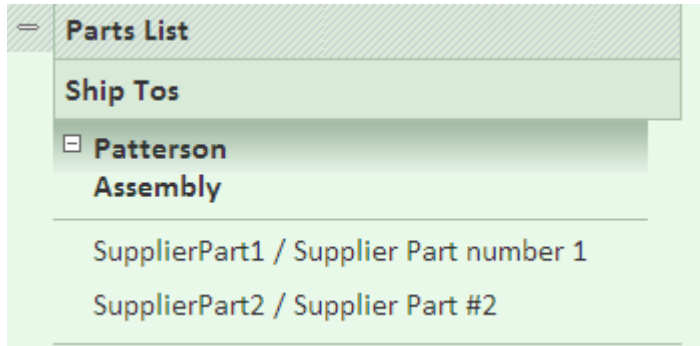 Parts List
Ship Tos
Patterson
Assembly
SupplierPart1 / Supplier Part number 1
SupplierPart2 / Supplier Part #2